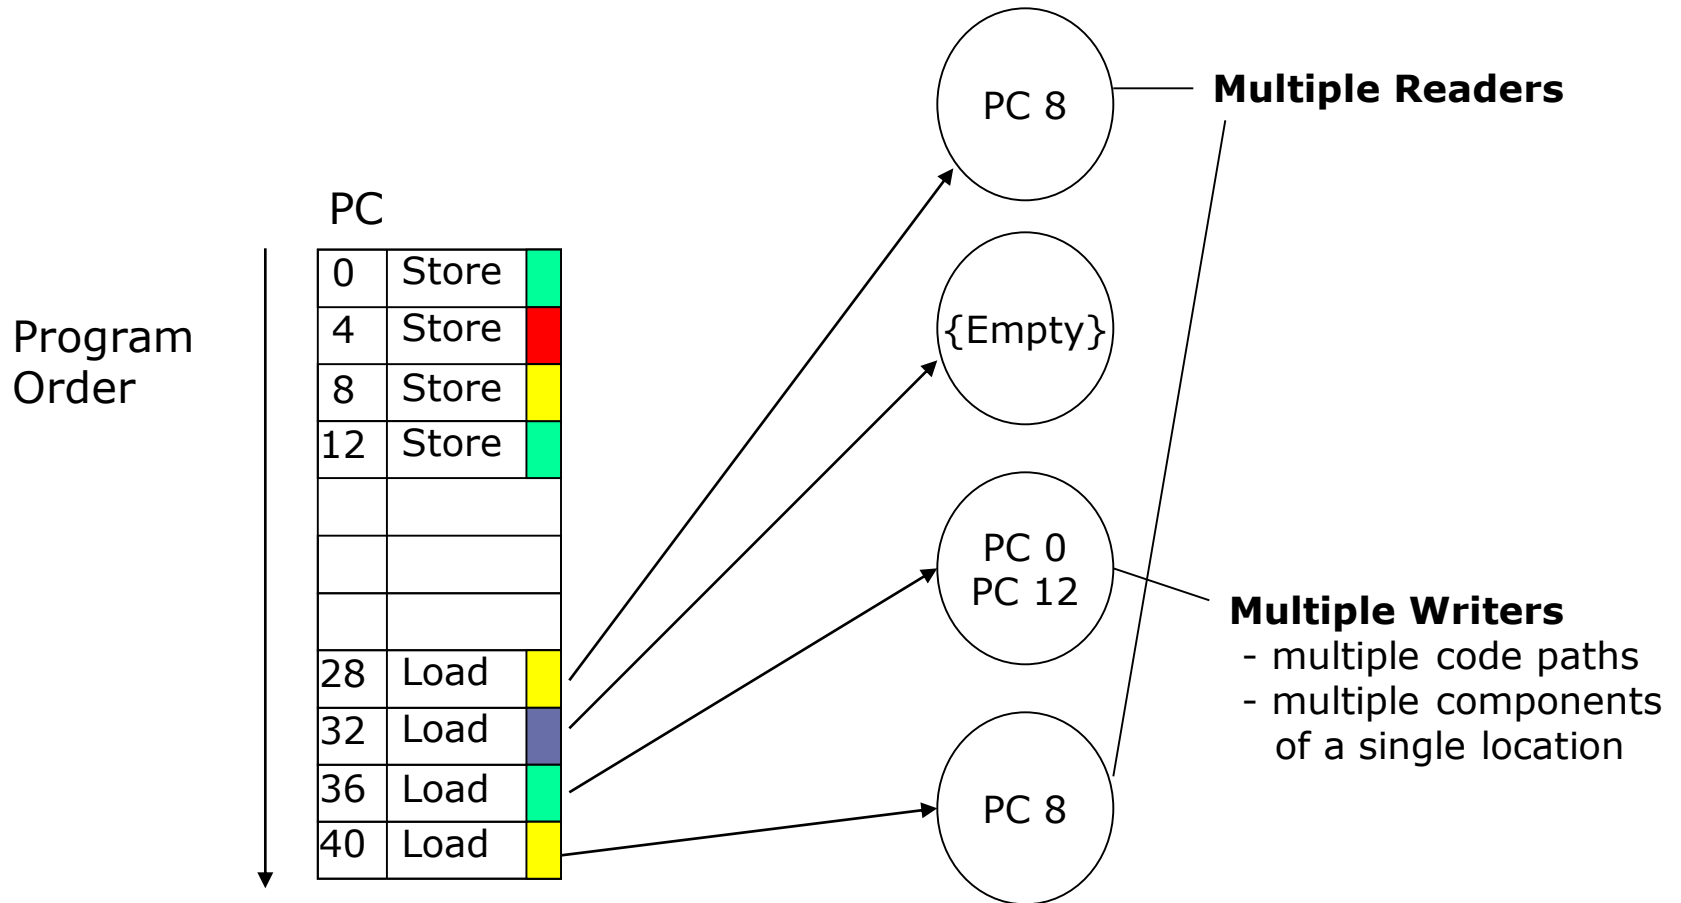 Program
Order
PC
0 Store
4 Store
8 Store
12 Store
28 Load
32 Load
36 Load
40 Load
PC 8
{Empty}
PC 0
PC 12
PC 8
Multiple Readers
Multiple Writers
- multiple code paths
- multiple components
of a single location